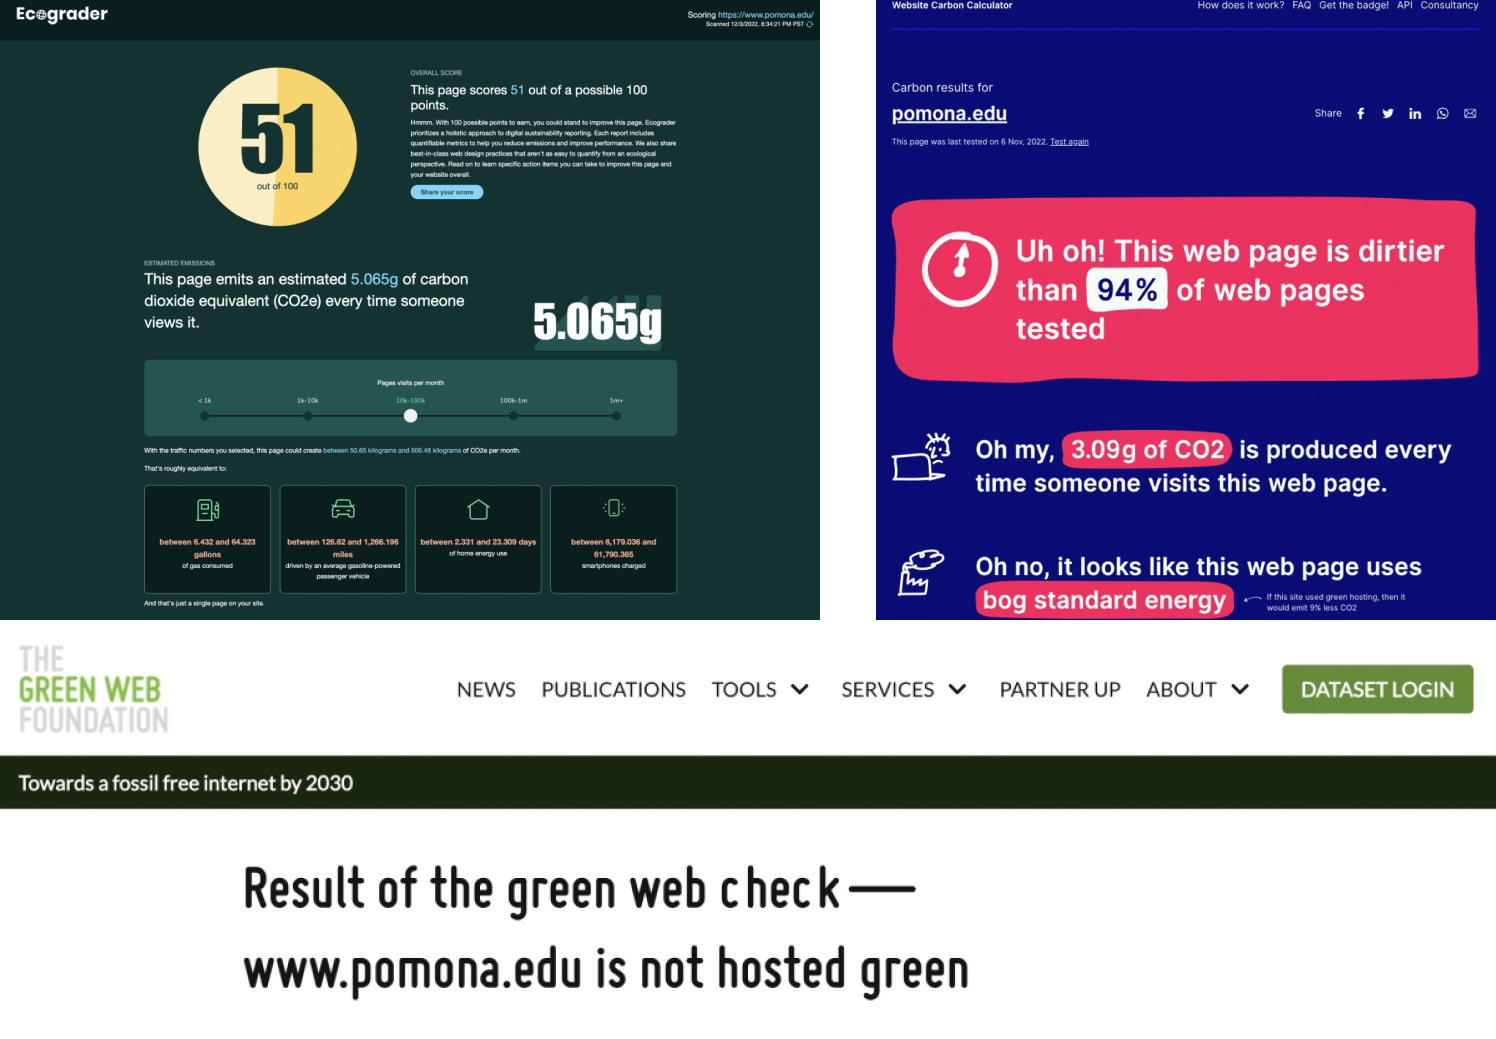 Ecograder
Scoring https://www.pomona.edu/
Scanned 12/3/2022, 8:34:21 PM PST
51
out of 100
OVERALL SCORE
This page scores 51 out of a possible 100
points.
Hmmm. With 100 possible points to earn, you could stand to improve this page. Ecograder
prioritizes a holistic approach to digital sustainability reporting. Each report includes
quantifiable metrics to help you reduce emissions and improve performance. We also share
best-in-class web design practices that aren't as easy to quantify from an ecological
perspective. Read on to learn specific action items you can take to improve this page and
your website overall.
Share your score
ESTIMATED EMISSIONS
This page emits an estimated 5.065g of carbon
dioxide equivalent (CO2e) every time someone
views it.
5.065g
Pages visits per month
< 1k 1k-10k 10k-100k 100k-1m 1m+
With the traffic numbers you selected, this page could create between 50.65 kilograms and 506.48 kilograms of CO2e per month.
That's roughly equivalent to:
between 6.432 and 64.323
gallons
of gas consumed
between 126.62 and 1,266.196
miles
driven by an average gasoline-powered
passenger vehicle
between 2.331 and 23.309 days
of home energy use
between 6,179.036 and
61,790.365
smartphones charged
And that's just a single page on your site.
Website Carbon Calculator
How does it work? FAQ Get the badge! API Consultancy
Carbon results for
pomona.edu
Share
This page was last tested on 6 Nov, 2022. Test again
Uh oh! This web page is dirtier
than 94% of web pages
tested
Oh my, 3.09g of CO2 is produced every
time someone visits this web page.
Oh no, it looks like this web page uses
bog standard energy
If this site used green hosting, then it
would emit 9% less CO2
THE
GREEN WEB
FOUNDATION
NEWS PUBLICATIONS TOOLS SERVICES PARTNER UP ABOUT DATASET LOGIN
Towards a fossil free internet by 2030
Result of the green web check—
www.pomona.edu is not hosted green